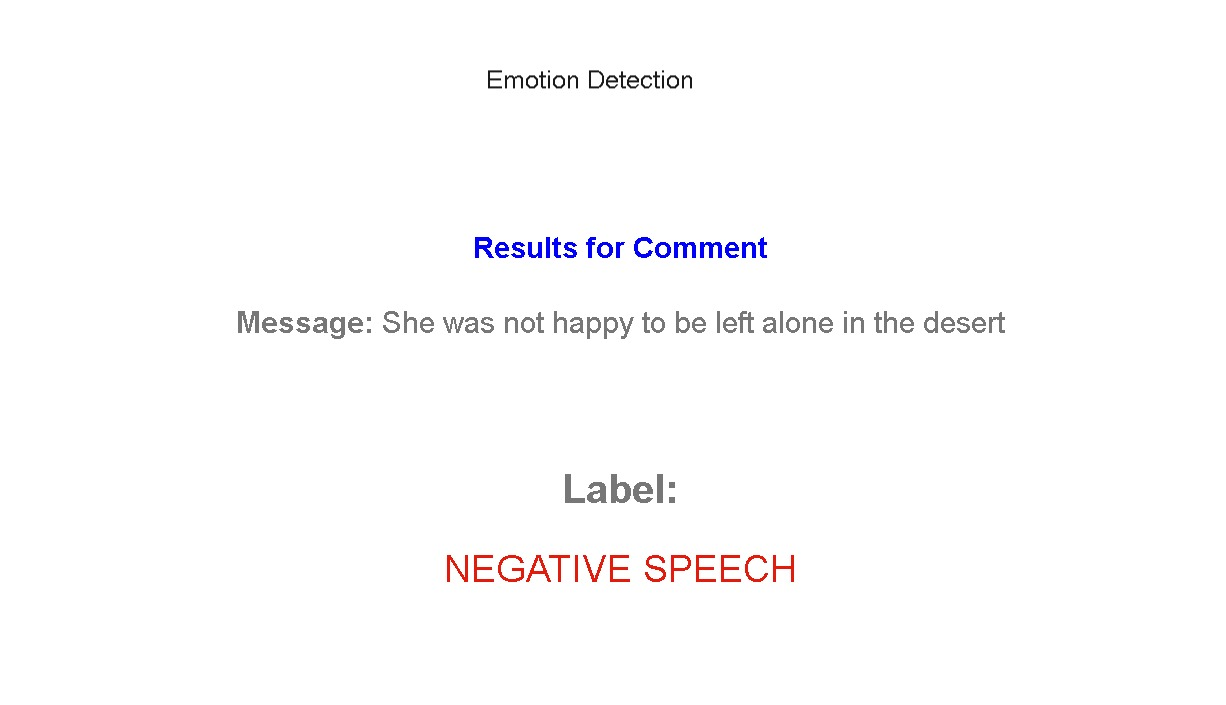 Emotion Detection
Results for Comment
Message: She was not happy to be left alone in the desert
Label:
NEGATIVE SPEECH